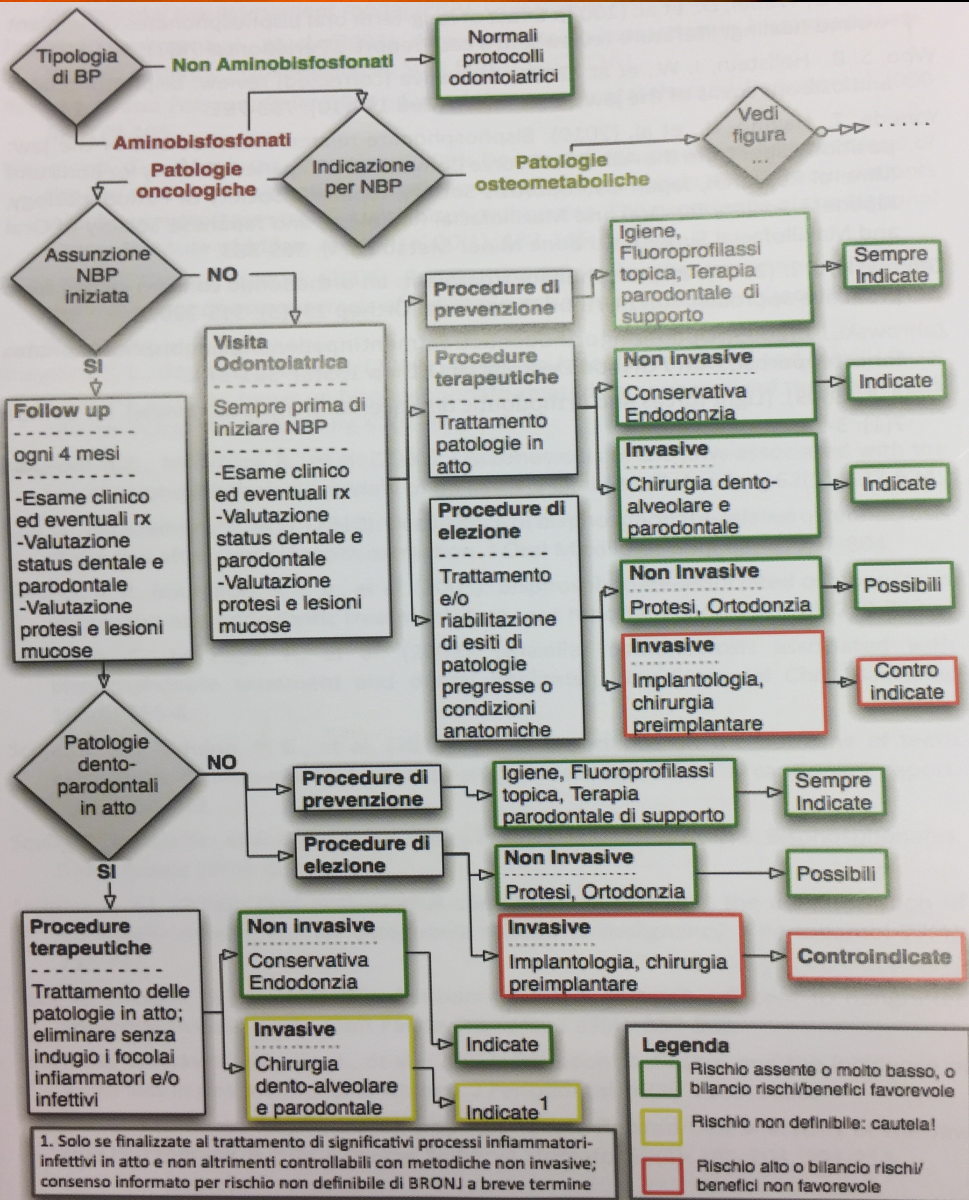 Tipologia
di BP
Non Aminobisfosfonati
Normali
protocolli
odontoiatrici
Aminobisfosfonati
Indicazione
per NBP
Patologie
osteometaboliche
Vedi
figura
...
Patologie
oncologiche
Assunzione
NBP
iniziata
NO
SI
Visita
Odontoiatrica
Sempre prima di
iniziare NBP
-Esame clinico
ed eventuali rx
-Valutazione
status dentale e
parodontale
-Valutazione
protesi e lesioni
mucose
Procedure di
prevenzione
Igiene,
Fluoroprofilassi
topica, Terapia
parodontale di
supporto
Sempre
Indicate
Procedure
terapeutiche
Trattamento
patologie in
atto
Non invasive
Conservativa
Endodonzia
Indicate
Invasive
Chirurgia dento-
alveolare e
parodontale
Indicate
Procedure di
elezione
Trattamento
e/o
riabilitazione
di esiti di
patologie
pregresse o
condizioni
anatomiche
Non Invasive
Protesi, Ortodonzia
Possibili
Invasive
Implantologia,
chirurgia
preimplantare
Contro
indicate
Follow up
ogni 4 mesi
-Esame clinico
ed eventuali rx
-Valutazione
status dentale e
parodontale
-Valutazione
protesi e lesioni
mucose
Patologie
dento-
parodontali
in atto
NO
SI
Procedure di
prevenzione
Igiene, Fluoroprofilassi
topica, Terapia
parodontale di supporto
Sempre
Indicate
Procedure di
elezione
Non Invasive
Protesi, Ortodonzia
Possibili
Invasive
Implantologia, chirurgia
preimplantare
Controindicate
Procedure
terapeutiche
Trattamento delle
patologie in atto;
eliminare senza
indugio i focolai
infiammatori e/o
infettivi
Non invasive
Conservativa
Endodonzia
Indicate
Invasive
Chirurgia
dento-alveolare
e parodontale
Indicate1
1. Solo se finalizzate al trattamento di significativi processi infiammatori-
infettivi in atto e non altrimenti controllabili con metodiche non invasive;
consenso informato per rischio non definibile di BRONJ a breve termine
Legenda
Rischio assente o molto basso, o
bilancio rischi/benefici favorevole
Rischio non definibile: cautela!
Rischio alto o bilancio rischi/
benefici non favorevole